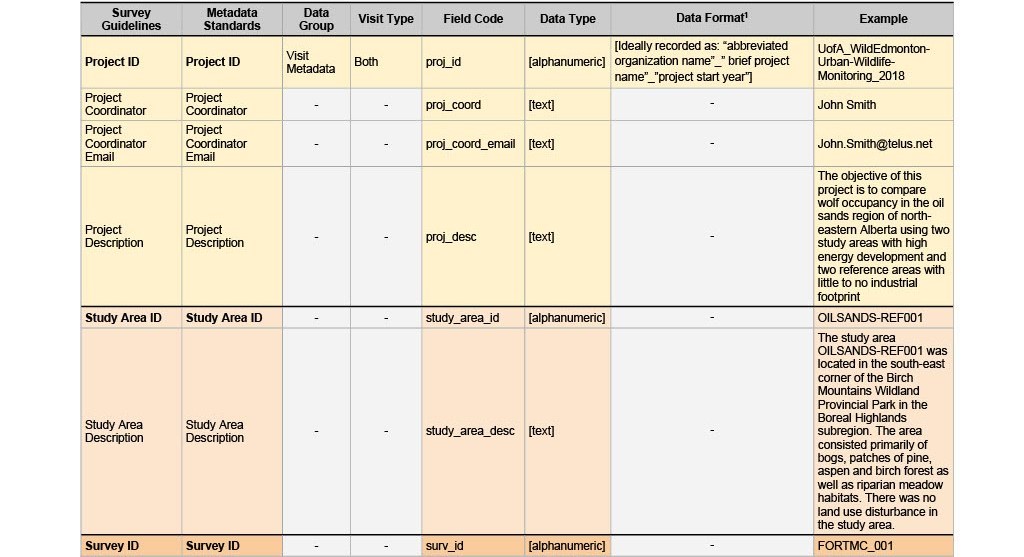 Survey Guidelines | Metadata Standards | Data Group | Visit Type | Field Code | Data Type | Data Format¹ | Example
Project ID | Project ID | Visit Metadata | Both | proj_id | [alphanumeric] | [Ideally recorded as: “abbreviated organization name”_” brief project name”_”project start year”] | UofA_WildEdmonton-Urban-Wildlife-Monitoring_2018
Project Coordinator | Project Coordinator | - | - | proj_coord | [text] | - | John Smith
Project Coordinator Email | Project Coordinator Email | - | - | proj_coord_email | [text] | - | John.Smith@telus.net
Project Description | Project Description | - | - | proj_desc | [text] | - | The objective of this project is to compare wolf occupancy in the oil sands region of north-eastern Alberta using two study areas with high energy development and two reference areas with little to no industrial footprint
Study Area ID | Study Area ID | - | - | study_area_id | [alphanumeric] | - | OILSANDS-REF001
Study Area Description | Study Area Description | - | - | study_area_desc | [text] | - | The study area OILSANDS-REF001 was located in the south-east corner of the Birch Mountains Wildland Provincial Park in the Boreal Highlands subregion. The area consisted primarily of bogs, patches of pine, aspen and birch forest as well as riparian meadow habitats. There was no land use disturbance in the study area.
Survey ID | Survey ID | - | - | surv_id | [alphanumeric] | - | FORTMC_001